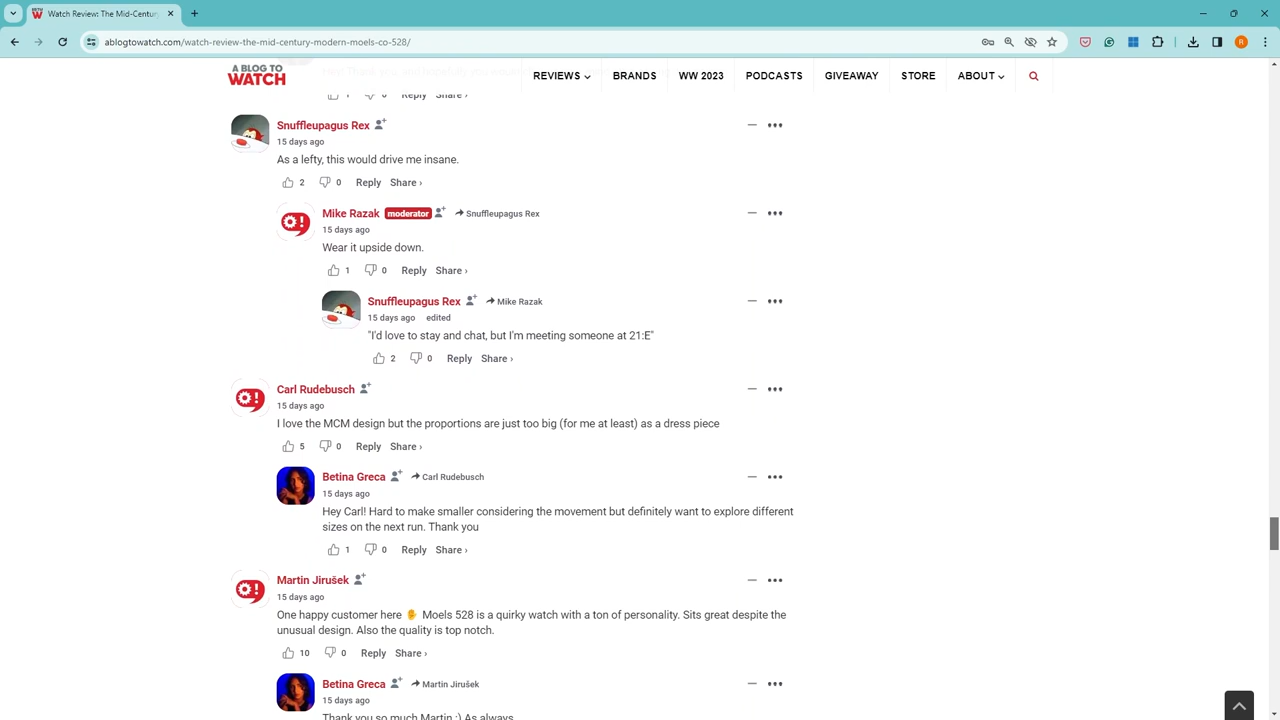 Watch Review: The Mid-Century
ablogtowatch.com/watch-review-the-mid-century-modern-moels-co-528/
R
A BLOG TO
WATCH
REVIEWS
BRANDS
WW 2023
PODCASTS
GIVEAWAY
STORE
ABOUT
1 0 Reply Share ›
Snuffleupagus Rex
15 days ago
As a lefty, this would drive me insane.
2 0 Reply Share ›
Mike Razak moderator Snuffleupagus Rex
15 days ago
Wear it upside down.
1 0 Reply Share ›
Snuffleupagus Rex Mike Razak
15 days ago edited
"I'd love to stay and chat, but I'm meeting someone at 21:E"
2 0 Reply Share ›
Carl Rudebusch
15 days ago
I love the MCM design but the proportions are just too big (for me at least) as a dress piece
5 0 Reply Share ›
Betina Greca Carl Rudebusch
15 days ago
Hey Carl! Hard to make smaller considering the movement but definitely want to explore different
sizes on the next run. Thank you
1 0 Reply Share ›
Martin Jirušek
15 days ago
One happy customer here ✋ Moels 528 is a quirky watch with a ton of personality. Sits great despite the
unusual design. Also the quality is top notch.
10 0 Reply Share ›
Betina Greca Martin Jirušek
15 days ago
Thank you so much Martin :) As always